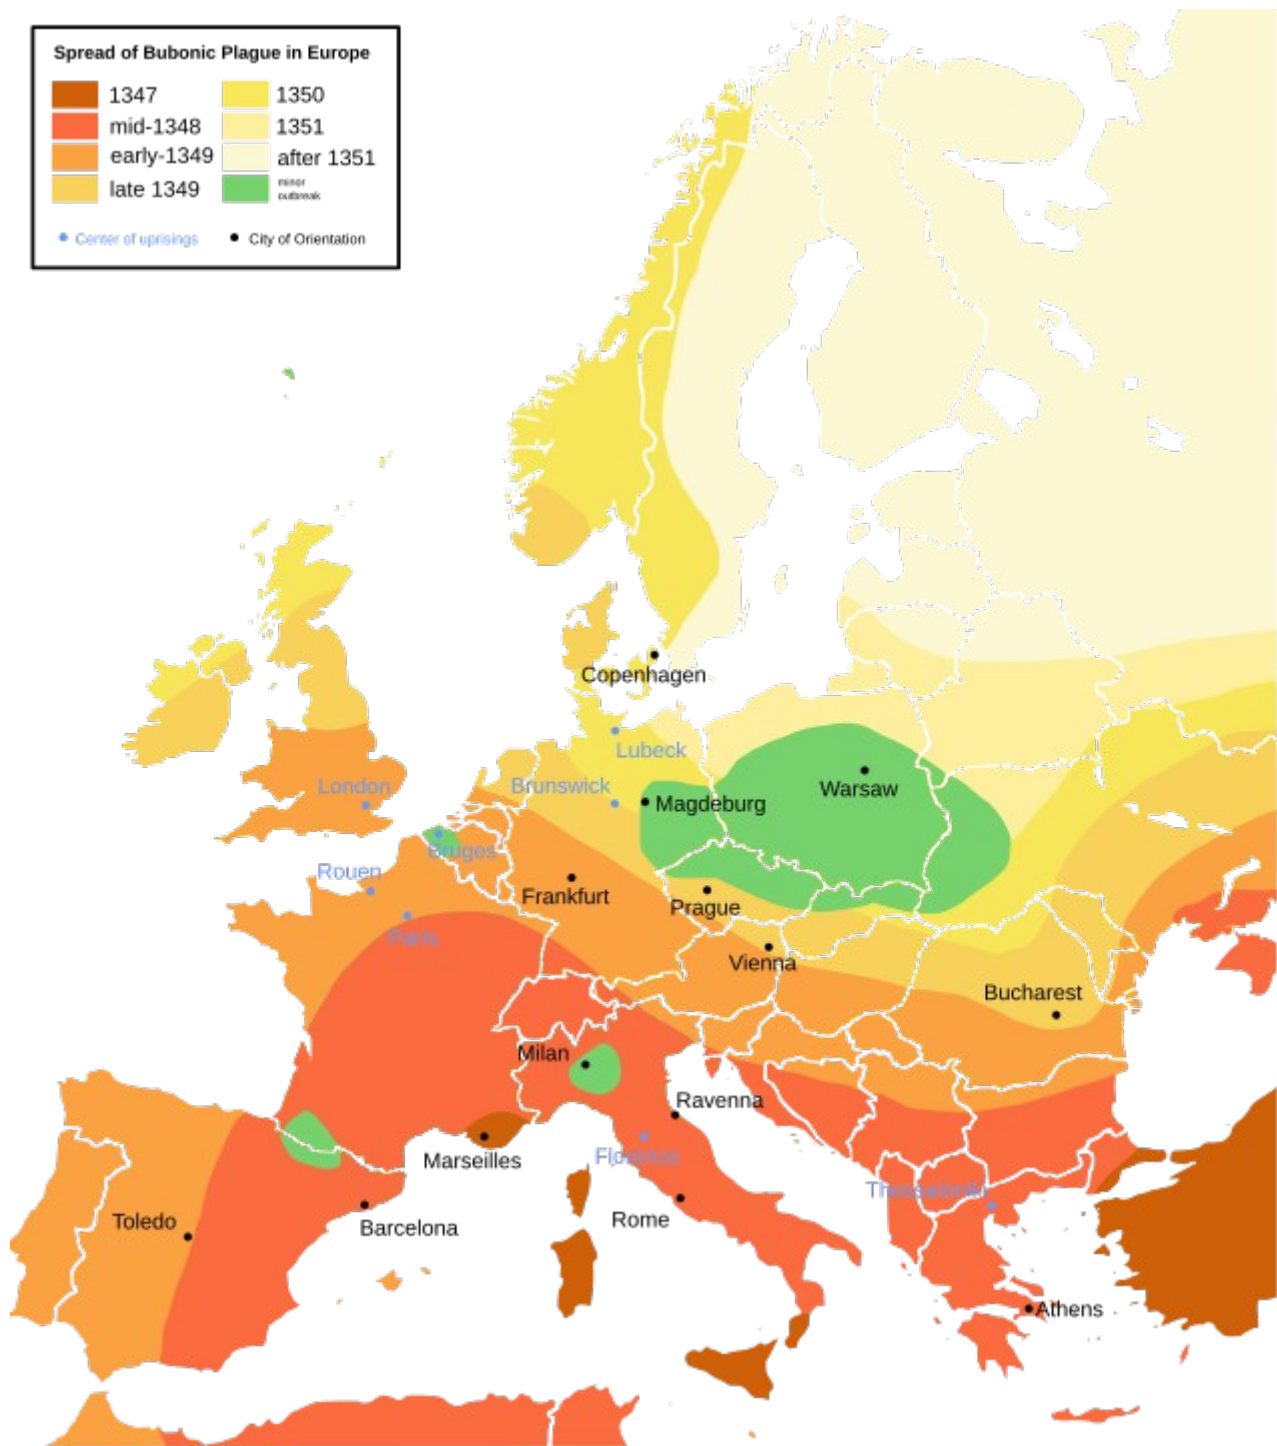 Spread of Bubonic Plague in Europe
1347
1350
mid-1348
1351
early-1349
after 1351
late 1349
minor
outbreak
Center of uprisings
City of Orientation
Copenhagen
Lubeck
Brunswick
Magdeburg
Warsaw
London
Bruges
Rouen
Frankfurt
Prague
Paris
Vienna
Bucharest
Milan
Ravenna
Marseilles
Florence
Thessaloniki
Toledo
Barcelona
Rome
Athens